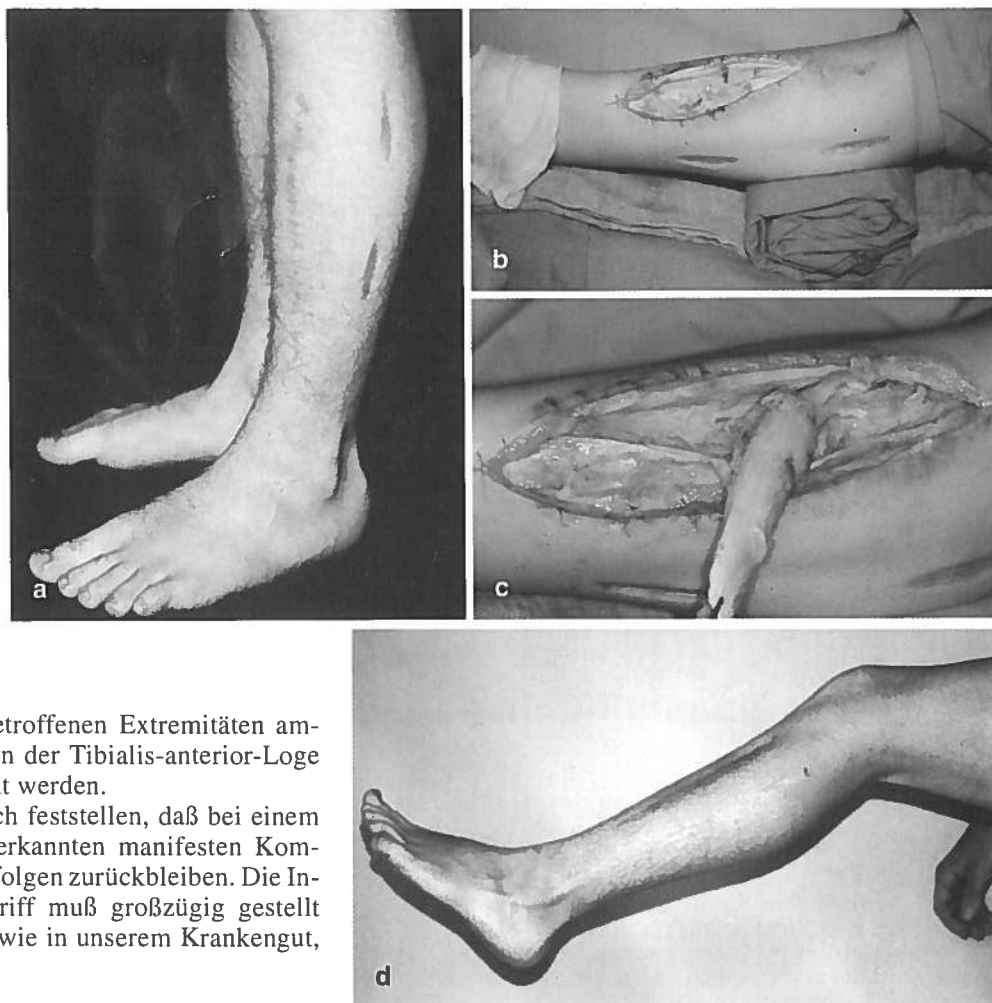 a
b
c
etroffenen Extremitäten am-
n der Tibialis-anterior-Loge
t werden.
ch feststellen, daß bei einem
erkannten manifesten Kom-
folgen zurückbleiben. Die In-
riff muß großzügig gestellt
wie in unserem Krankengut,
d